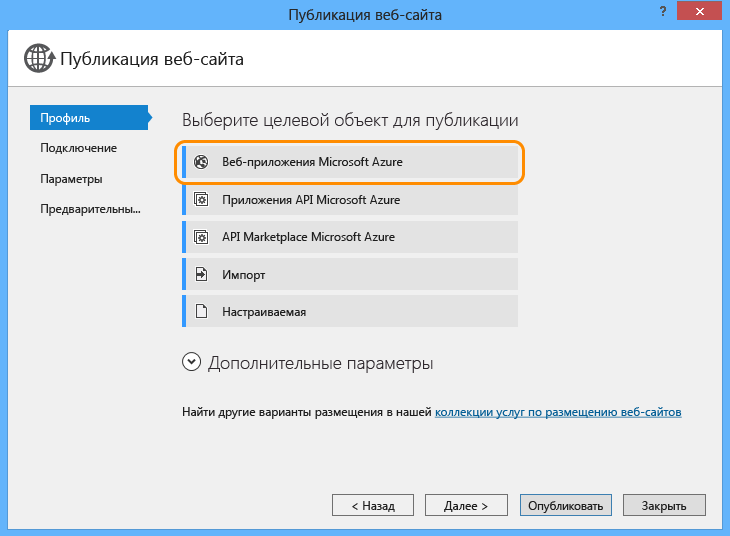 Публикация веб-сайта
?
Публикация веб-сайта
Профиль
Подключение
Параметры
Предварительны...
Выберите целевой объект для публикации
Веб-приложения Microsoft Azure
Приложения API Microsoft Azure
API Marketplace Microsoft Azure
Импорт
Настраиваемая
Дополнительные параметры
Найти другие варианты размещения в нашей коллекции услуг по размещению веб-сайтов
< Назад
Далее >
Опубликовать
Закрыть